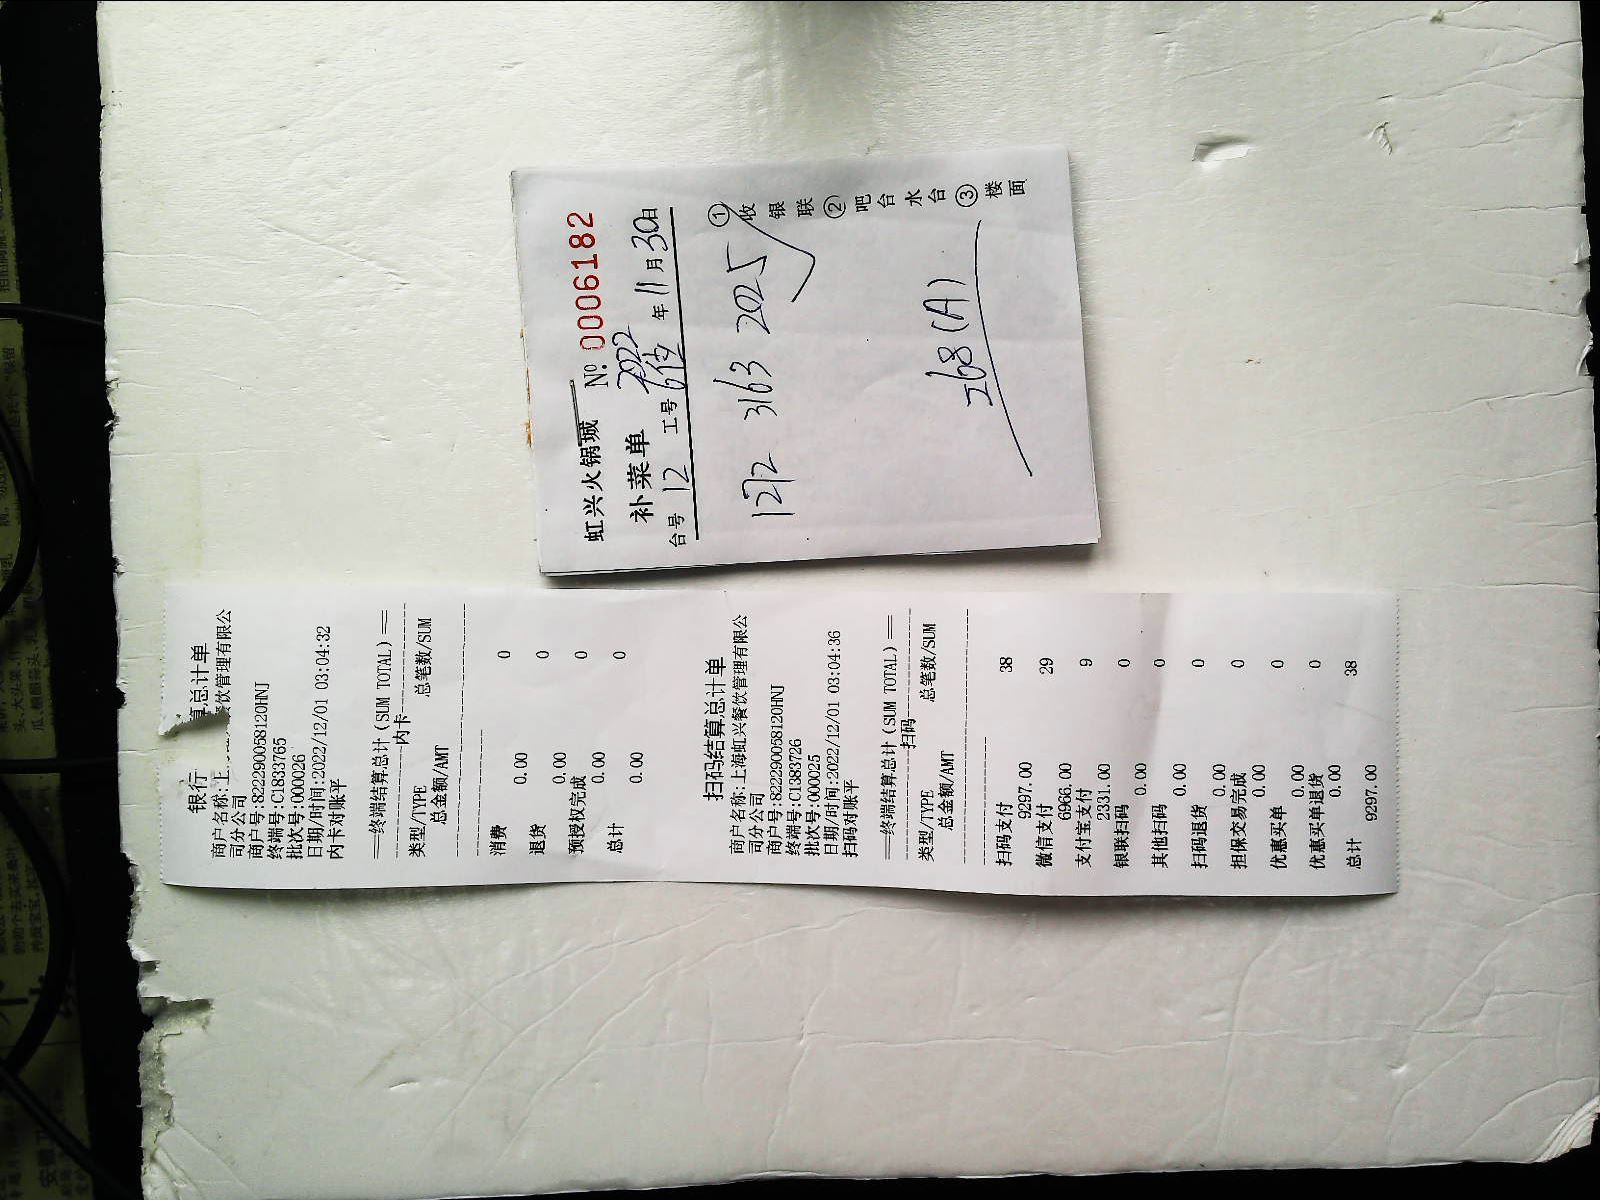 虹兴火锅城 №: 0006182
补菜单 2022年11月30日
台号 12 工号
1272 3163 2025
268 (A)
①收银联②吧台水台③楼面
银行 算总计单
商户名称:上 餐饮管理有限公
司分公司
商户号:822290058120HNJ
终端号:C1833765
批次号:000026
日期/时间:2022/12/01 03:04:32
内卡对账平
==终端结算总计(SUM TOTAL)==
内卡
类型/TYPE 总笔数/SUM
总金额/AMT
消费 0
0.00
退货 0
0.00
预授权完成 0
0.00
总计 0
0.00
扫码结算总计单
商户名称:上海虹兴餐饮管理有限公
司分公司
商户号:822290058120HNJ
终端号:C1383726
批次号:000025
日期/时间:2022/12/01 03:04:36
扫码对账平
==终端结算总计(SUM TOTAL)==
扫码
类型/TYPE 总笔数/SUM
总金额/AMT
扫码支付 38
9297.00
微信支付 29
6966.00
支付宝支付 9
2331.00
银联扫码 0
0.00
其他扫码 0
0.00
扫码退货 0
0.00
担保交易完成 0
0.00
优惠买单 0
0.00
优惠买单退货 0
0.00
总计 38
9297.00